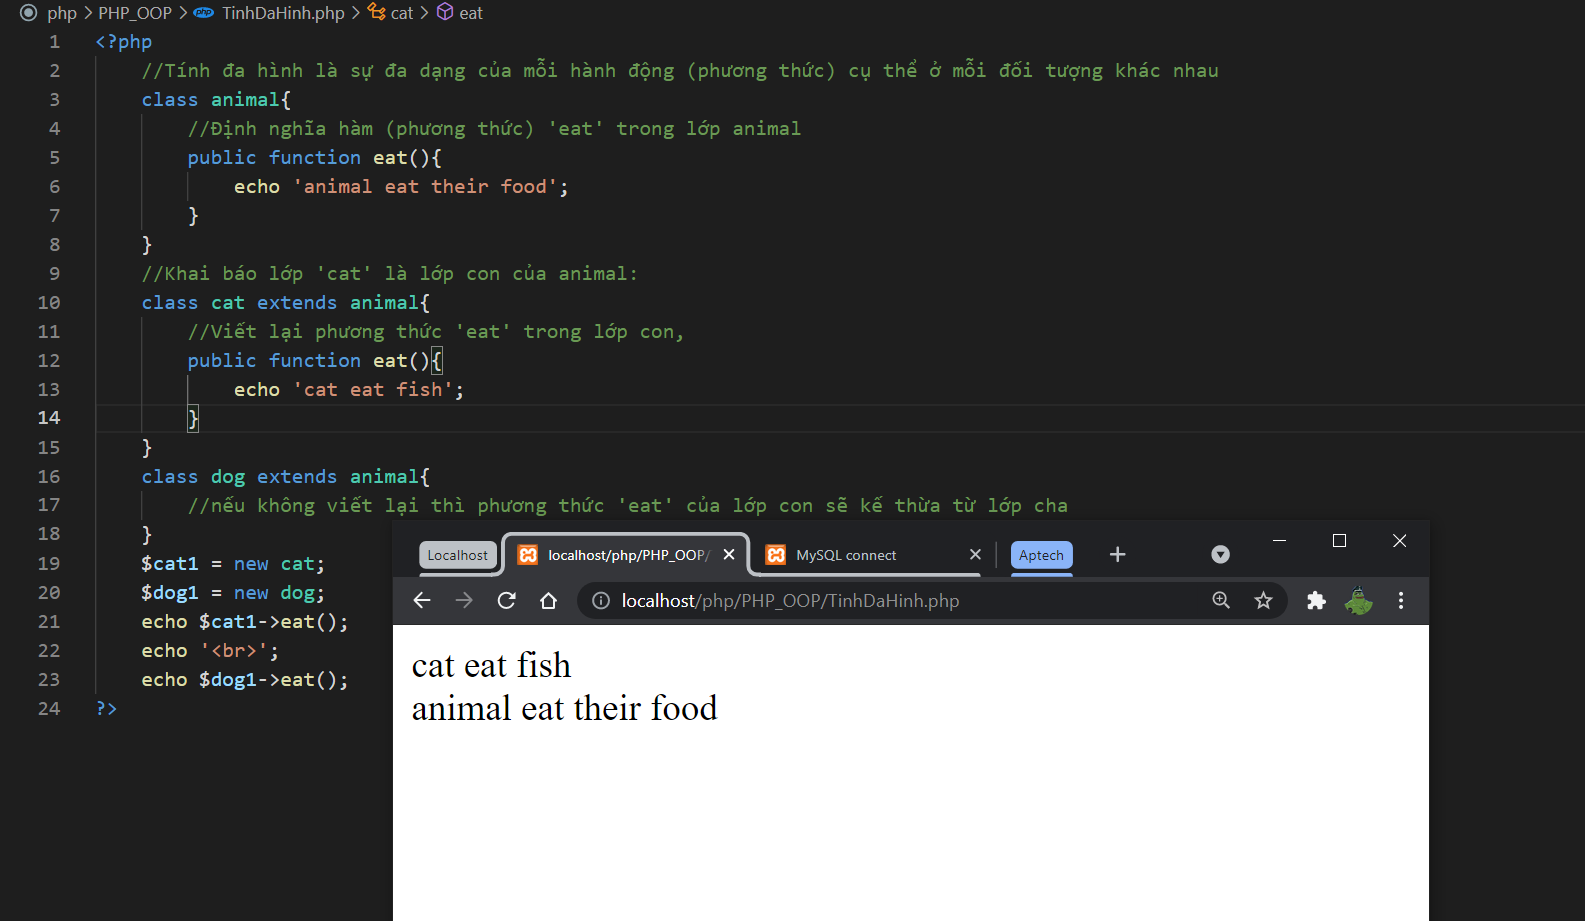 php > PHP_OOP > php TinhDaHinh.php > cat > eat
1 <?php
2 //Tính đa hình là sự đa dạng của mỗi hành động (phương thức) cụ thể ở mỗi đối tượng khác nhau
3 class animal{
4 //Định nghĩa hàm (phương thức) 'eat' trong lớp animal
5 public function eat(){
6 echo 'animal eat their food';
7 }
8 }
9 //Khai báo lớp 'cat' là lớp con của animal:
10 class cat extends animal{
11 //Viết lại phương thức 'eat' trong lớp con,
12 public function eat(){
13 echo 'cat eat fish';
14 }
15 }
16 class dog extends animal{
17 //nếu không viết lại thì phương thức 'eat' của lớp con sẽ kế thừa từ lớp cha
18 }
19 $cat1 = new cat;
20 $dog1 = new dog;
21 echo $cat1->eat();
22 echo '<br>';
23 echo $dog1->eat();
24 ?>
Localhost localhost/php/PHP_OOP/ MySQL connect Aptech
localhost/php/PHP_OOP/TinhDaHinh.php
cat eat fish
animal eat their food